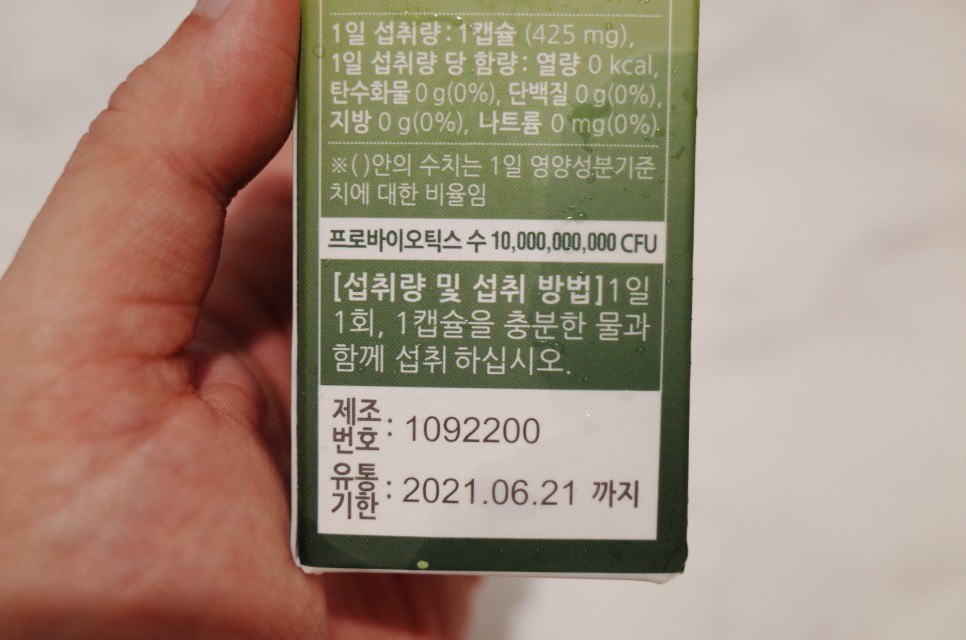 1일 섭취량 : 1캡슐 (425 mg),
1일 섭취량 당 함량 : 열량 0 kcal,
탄수화물 0 g(0%), 단백질 0 g(0%),
지방 0 g(0%), 나트륨 0 mg(0%)
※( )안의 수치는 1일 영양성분기준
치에 대한 비율임
프로바이오틱스 수 10,000,000,000 CFU
[섭취량 및 섭취 방법]1일
1회, 1캡슐을 충분한 물과
함께 섭취 하십시오.
제조번호 : 1092200
유통기한 : 2021.06.21 까지